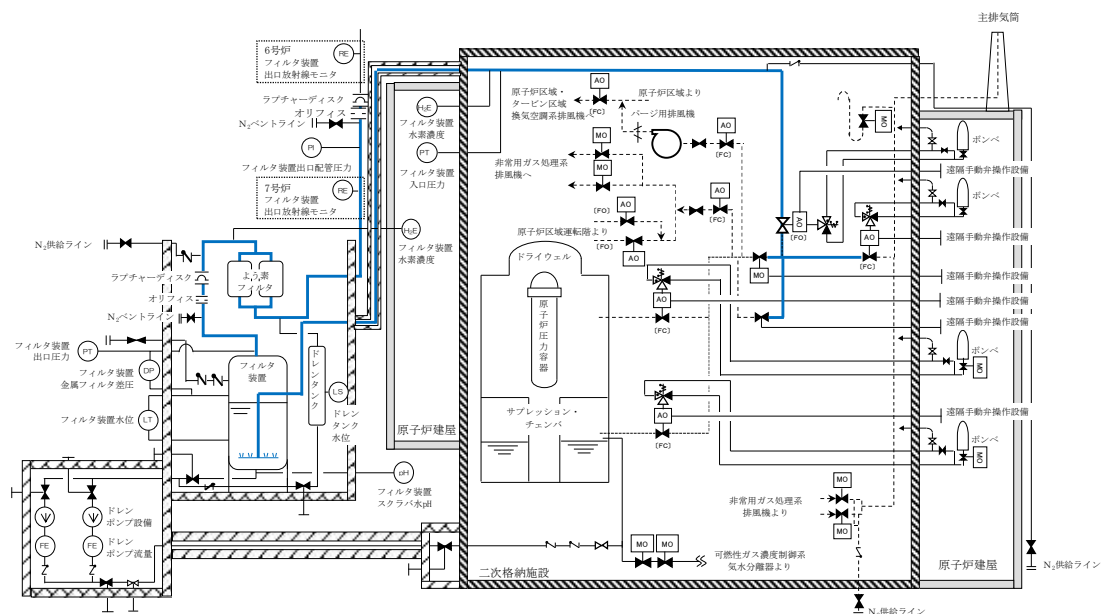 主排気筒
6号炉
フィルタ装置
出口放射線モニタ
RE
ラプチャーディスク
オリフィス
N₂ベントライン
PI
フィルタ装置出口配管圧力
7号炉
フィルタ装置
出口放射線モニタ
RE
H₂E
フィルタ装置
水素濃度
PT
フィルタ装置
入口圧力
H₂E
フィルタ装置
水素濃度
原子炉区域・
タービン区域
換気空調系排風機へ
AO
(FC)
原子炉区域より
パージ用排風機
AO
(FC)
MO
MO
非常用ガス処理系
排風機へ
AO
(FO)
AO
(FC)
原子炉区域運転階より
AO
AO
(FO)
AO
(FC)
MO
MO
ボンベ
遠隔手動弁操作設備
ボンベ
遠隔手動弁操作設備
遠隔手動弁操作設備
遠隔手動弁操作設備
遠隔手動弁操作設備
ボンベ
MO
遠隔手動弁操作設備
ボンベ
MO
ドライウェル
原子炉圧力容器
サプレッション・
チェンバ
AO
(FC)
AO
(FC)
N₂供給ライン
ラプチャーディスク
オリフィス
N₂ベントライン
よう素
フィルタ
フィルタ装置
出口圧力
PT
DP
フィルタ装置
金属フィルタ差圧
フィルタ装置水位
LT
フィルタ
装置
ドレンタンク
LS
ドレン
タンク
水位
原子炉建屋
pH
フィルタ装置
スクラバ水pH
ドレン
ポンプ設備
FE
FE
ドレン
ポンプ流量
二次格納施設
MO
MO
可燃性ガス濃度制御系
気水分離器より
MO
非常用ガス処理系
排風機より
MO
原子炉建屋
N₂供給ライン
N₂供給ライン